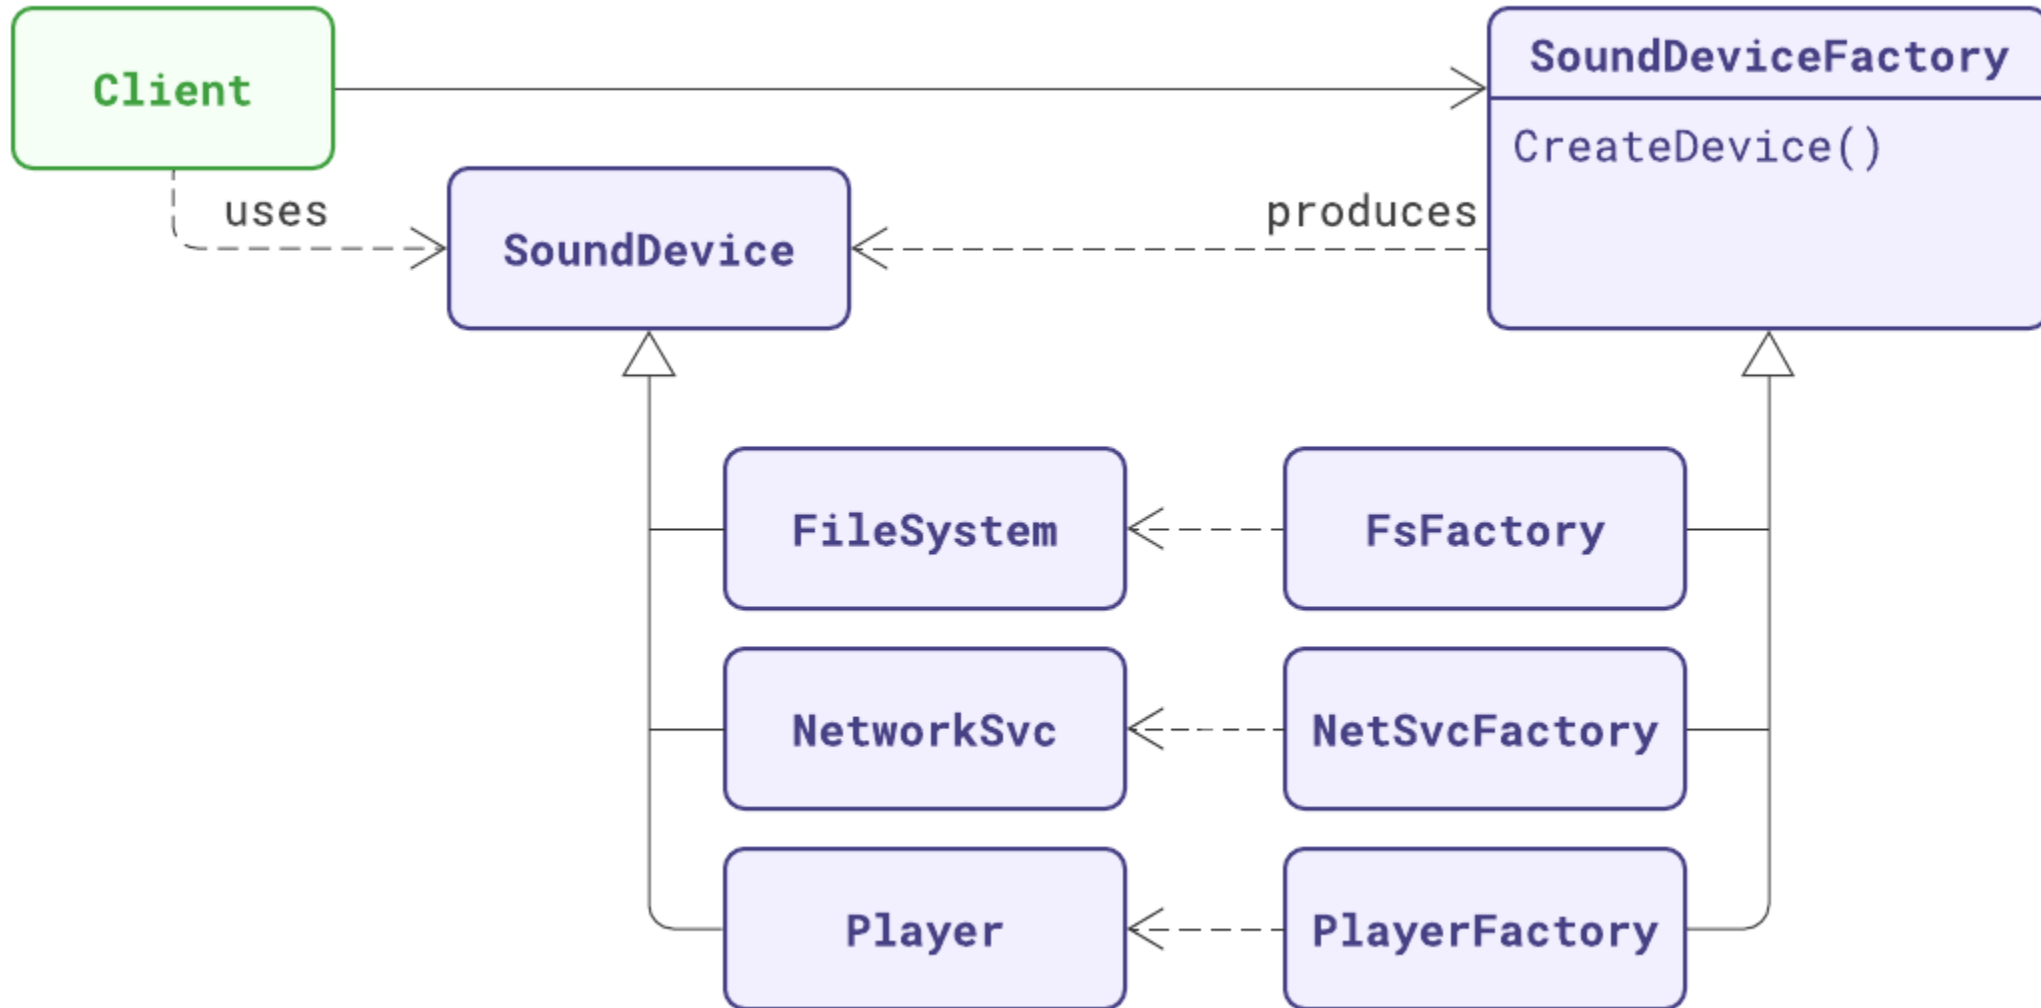 Client
SoundDeviceFactory
CreateDevice()
uses
produces
SoundDevice
FileSystem
FsFactory
NetworkSvc
NetSvcFactory
Player
PlayerFactory